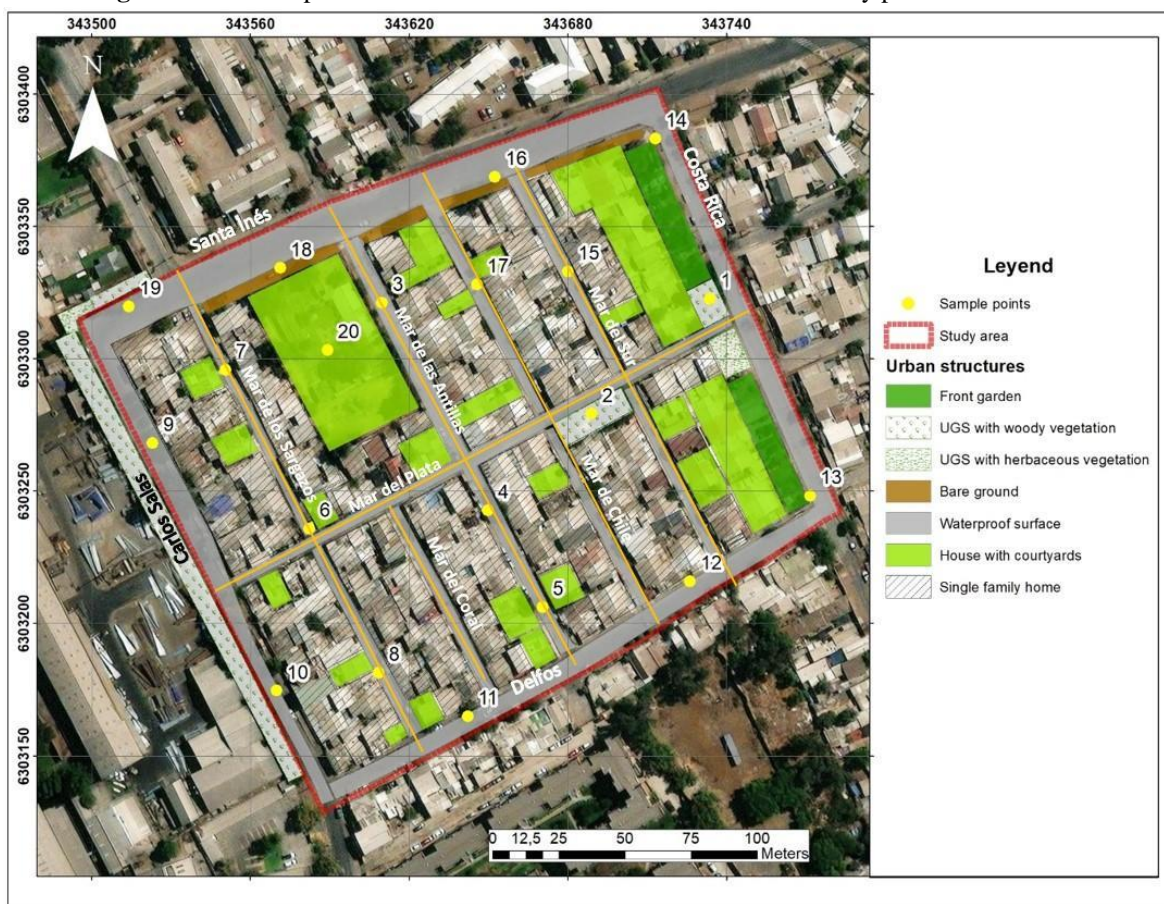 343500 343560 343620 343680 343740
6303400
6303350
6303300
6303250
6303200
6303150
N
14
Costa Rica
16
Santa Inés
18
19
3
17
15
1
Mar del Sur
Mar de las Antillas
20
7
Mar de los Sargazos
2
9
Mar del Plata
Carlos Salas
6
4
Mar de Chile
13
Mar del Coral
12
5
8
10
11
Delfos
0 12,5 25 50 75 100
Meters
Leyend
Sample points
Study area
Urban structures
Front garden
UGS with woody vegetation
UGS with herbaceous vegetation
Bare ground
Waterproof surface
House with courtyards
Single family home